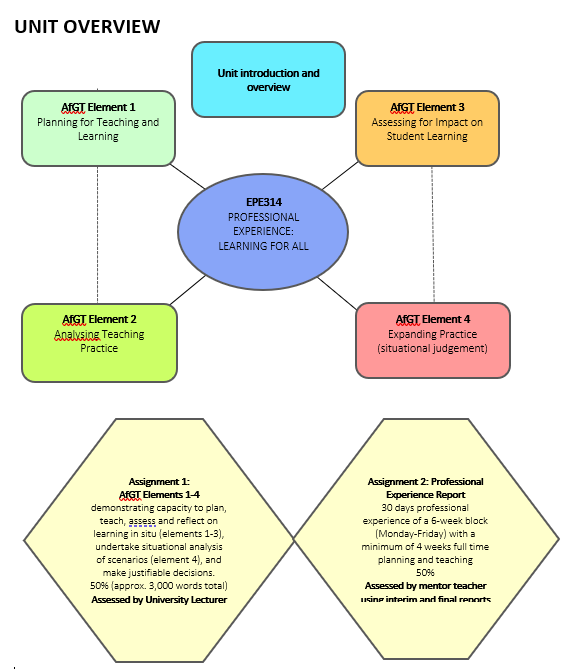 UNIT OVERVIEW
Unit introduction and
overview
AfGT Element 1
Planning for Teaching and
Learning
AfGT Element 3
Assessing for Impact on
Student Learning
EPE314
PROFESSIONAL
EXPERIENCE:
LEARNING FOR ALL
AfGT Element 2
Analysing Teaching
Practice
AfGT Element 4
Expanding Practice
(situational judgement)
Assignment 1:
AfGT Elements 1-4
demonstrating capacity to plan,
teach, assess and reflect on
learning in situ (elements 1-3),
undertake situational analysis
of scenarios (element 4), and
make justifiable decisions.
50% (approx. 3,000 words total)
Assessed by University Lecturer
Assignment 2: Professional
Experience Report
30 days professional
experience of a 6-week block
(Monday-Friday) with a
minimum of 4 weeks full time
planning and teaching
50%
Assessed by mentor teacher
using interim and final reports